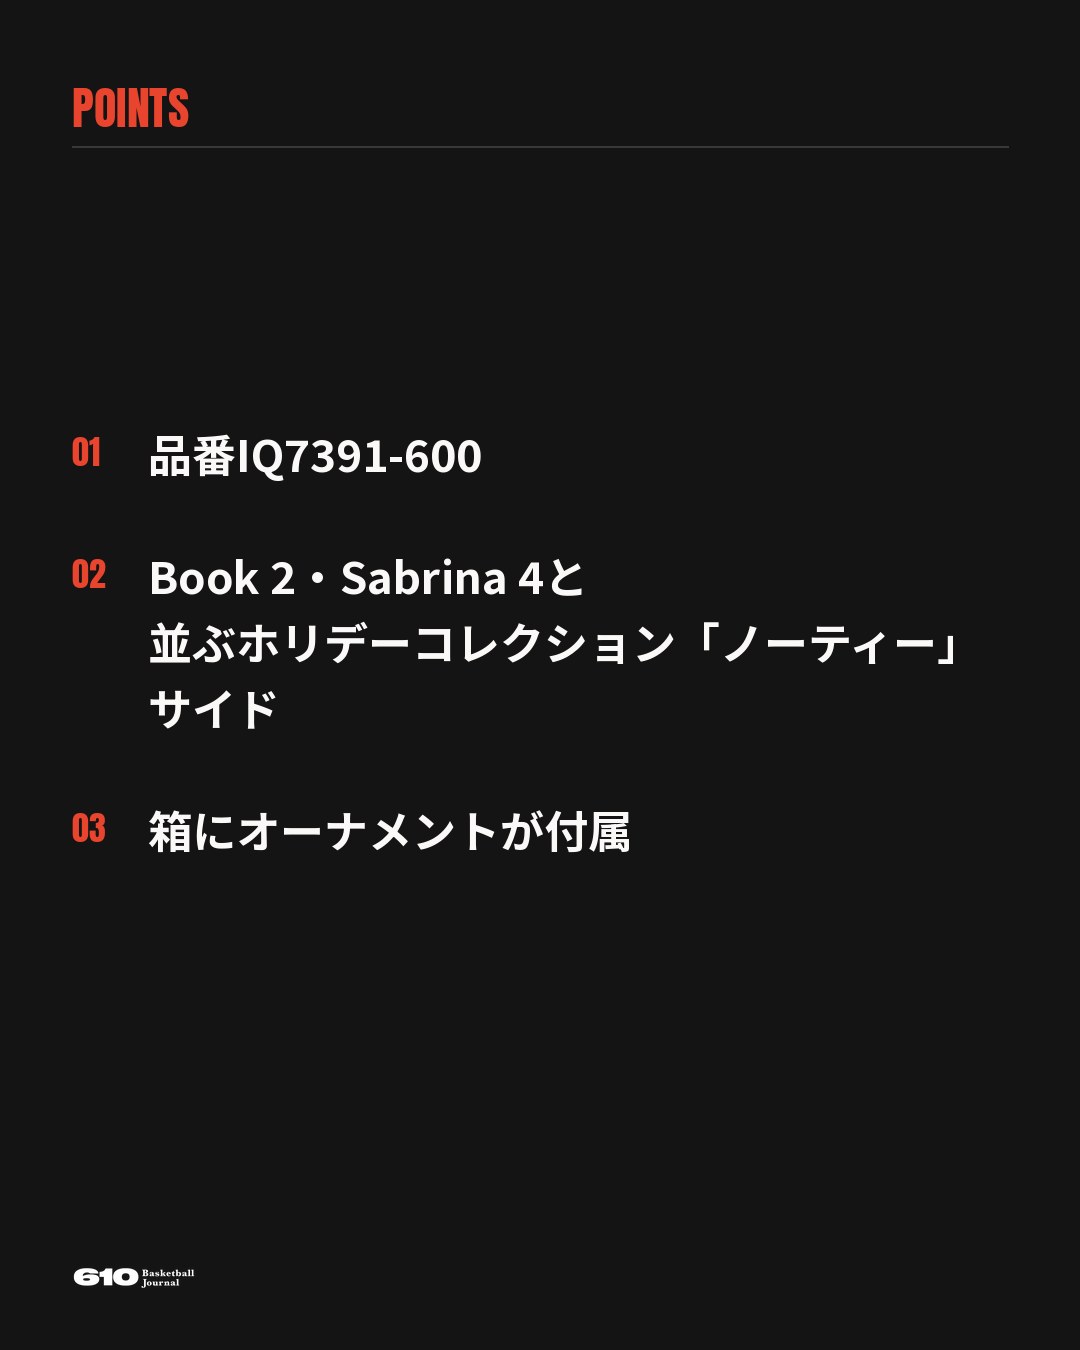 POINTS
01 品番IQ7391-600
02 Book 2・Sabrina 4と
並ぶホリデーコレクション「ノーティー」
サイド
03 箱にオーナメントが付属
610 Basketball
Journal